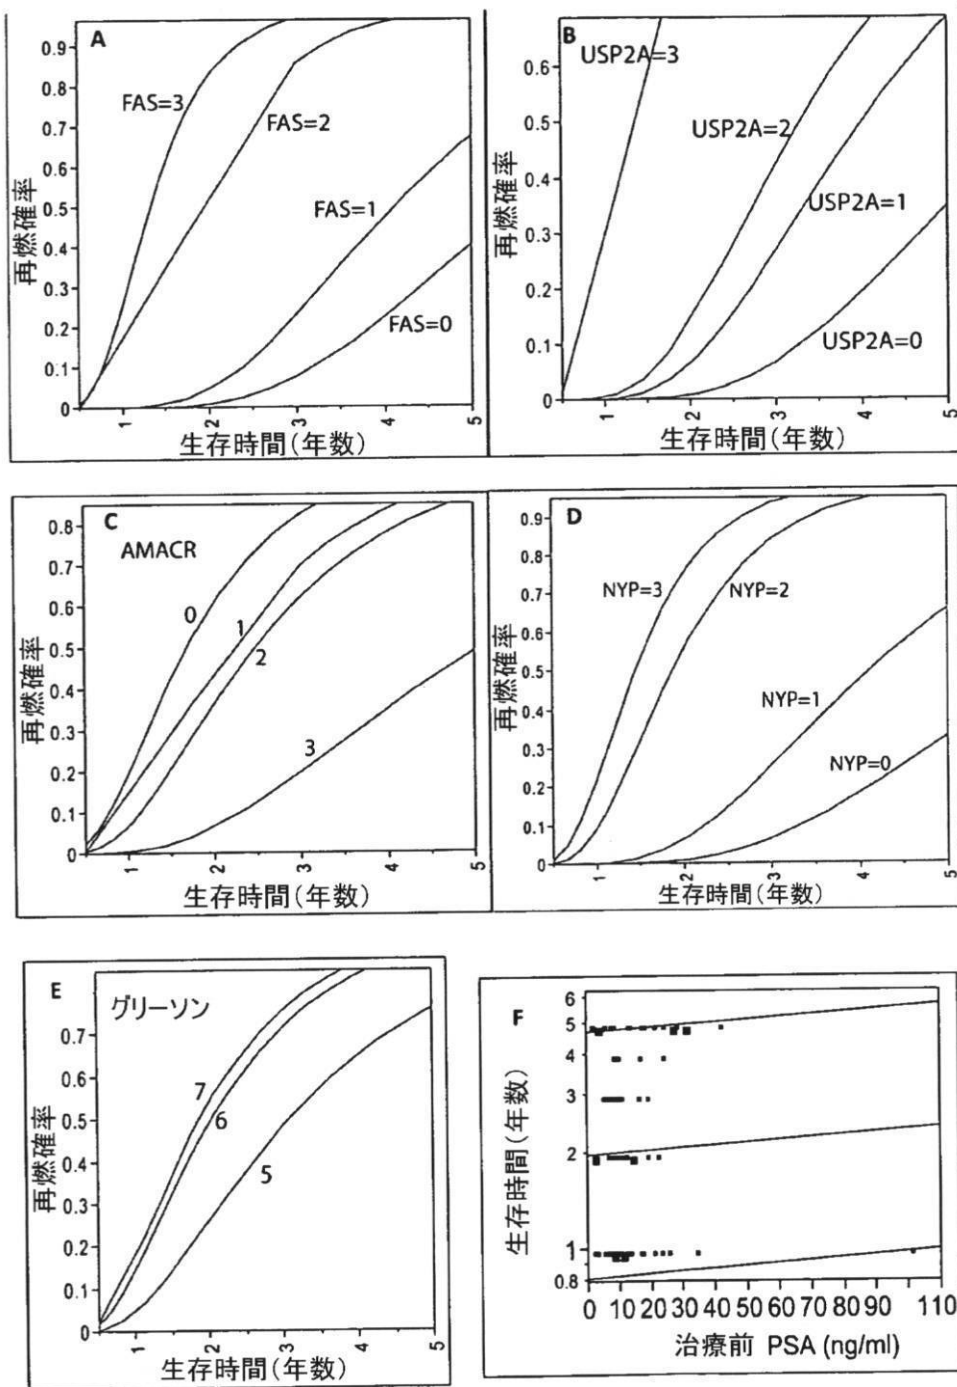 A
再燃確率
0.9
0.8
0.7
0.6
0.5
0.4
0.3
0.2
0.1
0
FAS=3
FAS=2
FAS=1
FAS=0
1
2
3
4
5
生存時間(年数)
B
再燃確率
0.6
0.5
0.4
0.3
0.2
0.1
0
USP2A=3
USP2A=2
USP2A=1
USP2A=0
1
2
3
4
5
生存時間(年数)
C
AMACR
再燃確率
0.8
0.7
0.6
0.5
0.4
0.3
0.2
0.1
0
0
1
2
3
1
2
3
4
5
生存時間(年数)
D
再燃確率
0.9
0.8
0.7
0.6
0.5
0.4
0.3
0.2
0.1
0
NYP=3
NYP=2
NYP=1
NYP=0
1
2
3
4
5
生存時間(年数)
E
グリーソン
再燃確率
0.7
0.6
0.5
0.4
0.3
0.2
0.1
0
7
6
5
1
2
3
4
5
生存時間(年数)
F
生存時間(年数)
6
5
4
3
2
1
0.8
0 10 20 30 40 50 60 70 80 90 110
治療前 PSA (ng/ml)